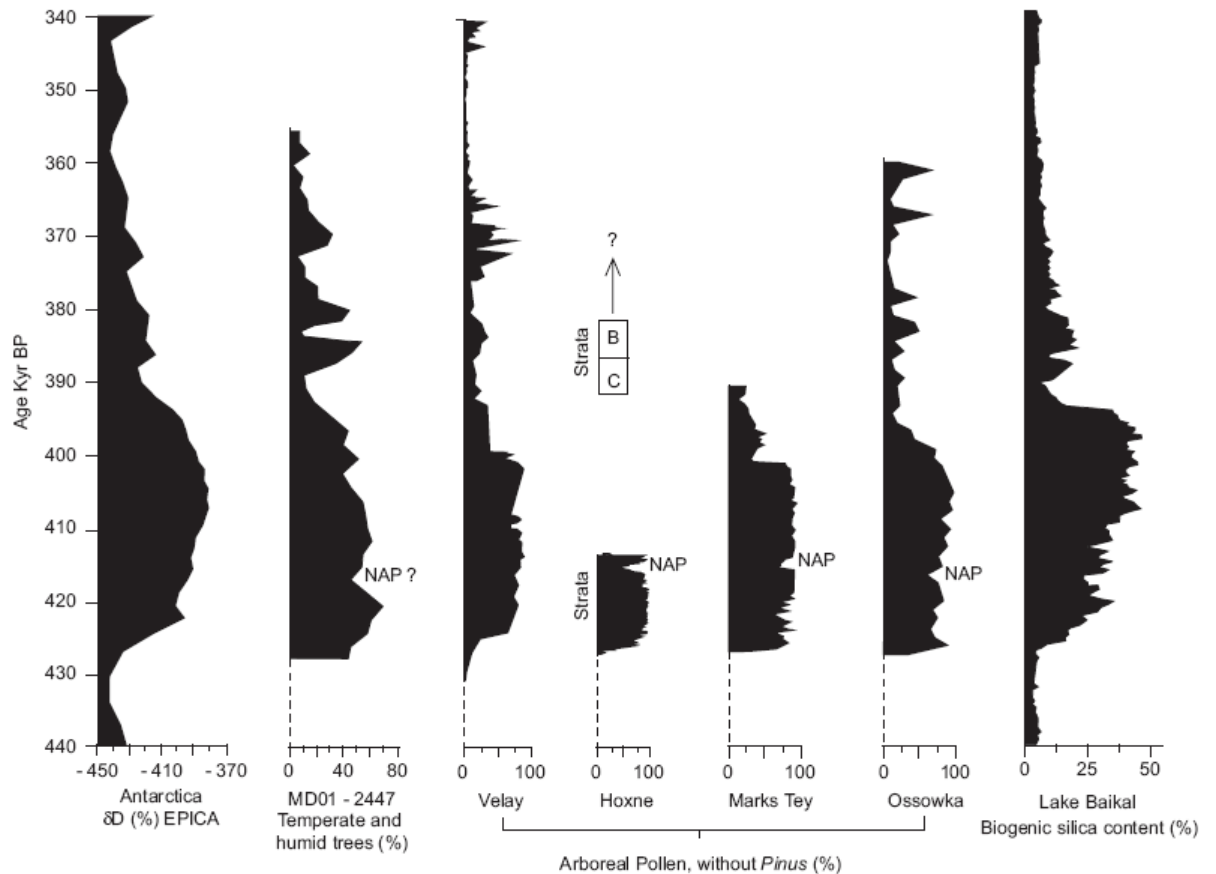 340
350
360
370
380
390
400
410
420
430
440
Age Kyr BP
?
B
C
Strata
Strata
NAP ?
NAP
NAP
NAP
-450 -410 -370
0 40 80
0 100
0 100
0 100
0 100
0 25 50
Antarctica
δD (%) EPICA
MD01 - 2447
Temperate and
humid trees (%)
Velay
Hoxne
Marks Tey
Ossowka
Lake Baikal
Biogenic silica content (%)
Arboreal Pollen, without Pinus (%)